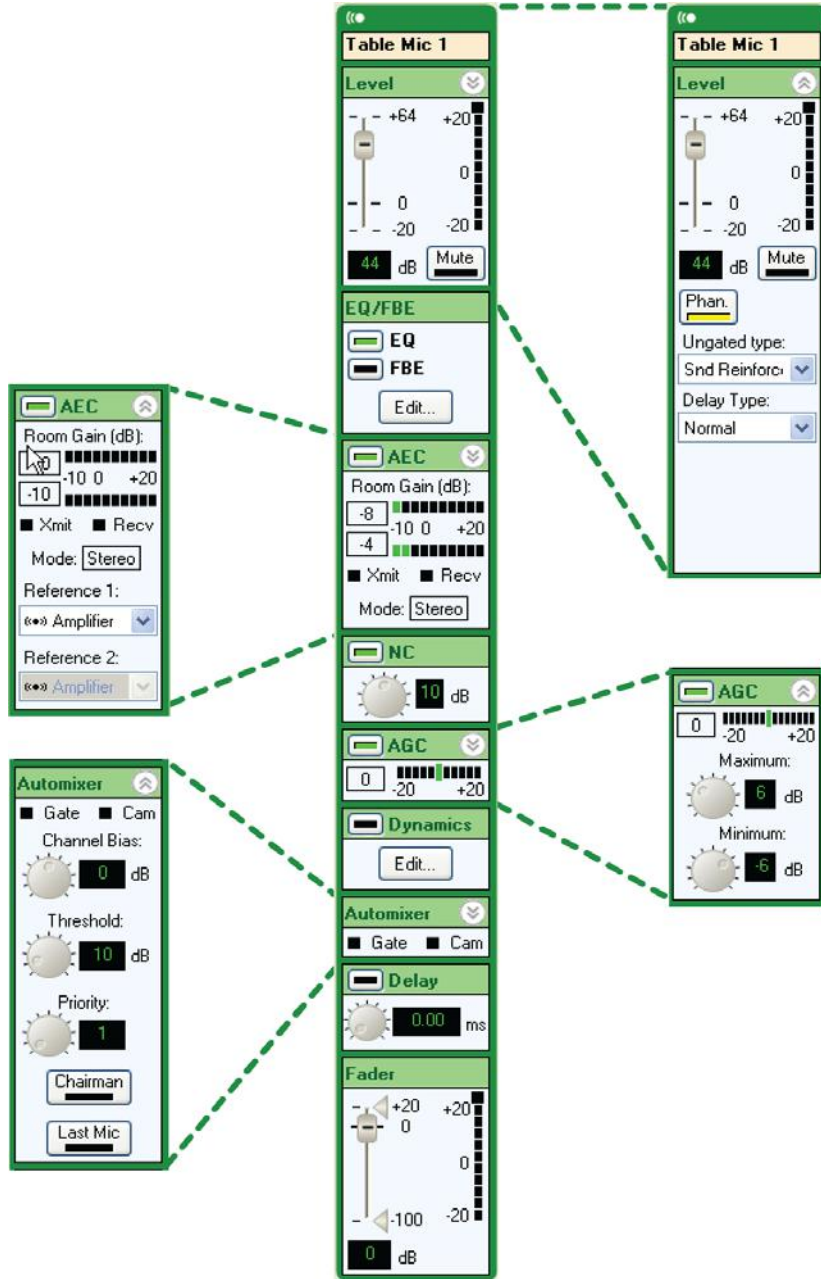 Table Mic 1
Level
+64 +20
0
0
-20 -20
44 dB Mute
EQ/FBE
EQ
FBE
Edit...
AEC
Room Gain (dB):
-8
-10 0 +20
-4
Xmit Recv
Mode: Stereo
NC
10 dB
AGC
0 -20 +20
Dynamics
Edit...
Automixer
Gate Cam
Delay
0.00 ms
Fader
+20 +20
0
0
-100 -20
0 dB
AEC
Room Gain (dB):
-10 0 +20
-10
Xmit Recv
Mode: Stereo
Reference 1:
Amplifier
Reference 2:
Amplifier
Automixer
Gate Cam
Channel Bias:
0 dB
Threshold:
10 dB
Priority:
1
Chairman
Last Mic
Table Mic 1
Level
+64 +20
0
0
-20 -20
44 dB Mute
Phan.
Ungated type:
Snd Reinforc
Delay Type:
Normal
AGC
0 -20 +20
Maximum:
6 dB
Minimum:
-6 dB